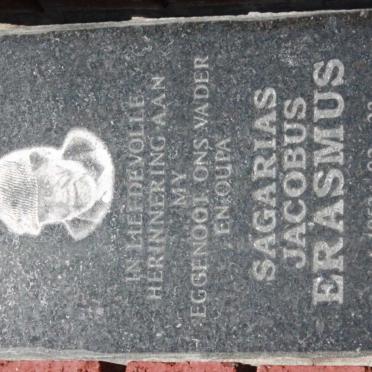 IN LIEFDEVOLLE
HERINNERING AAN
MY
EGGENOOT ONS VADER
EN OUPA
SAGARIAS
JACOBUS
ERASMUS